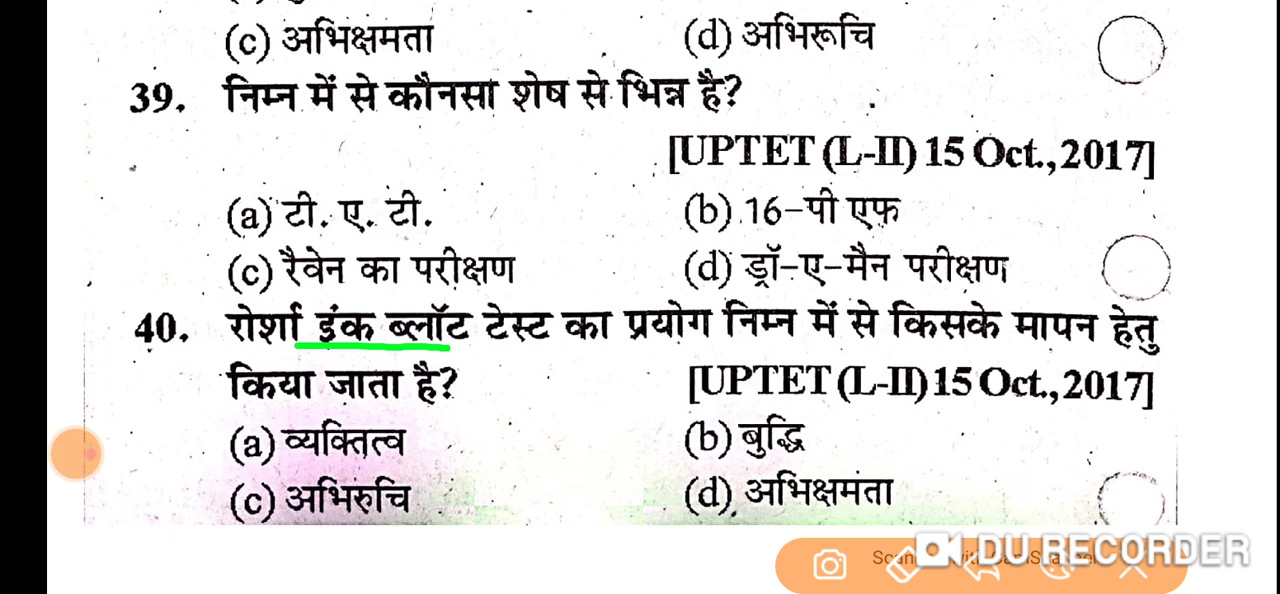 (c) अभिक्षमता (d) अभिरूचि
39. निम्न में से कौनसा शेष से भिन्न है?
[UPTET (L-II) 15 Oct., 2017]
(a) टी. ए. टी. (b) 16-पी एफ
(c) रैवेन का परीक्षण (d) ड्रॉ-ए-मैन परीक्षण
40. रोर्शा इंक ब्लॉट टेस्ट का प्रयोग निम्न में से किसके मापन हेतु
किया जाता है? [UPTET (L-II) 15 Oct., 2017]
(a) व्यक्तित्व (b) बुद्धि
(c) अभिरुचि (d) अभिक्षमता
DU RECORDER